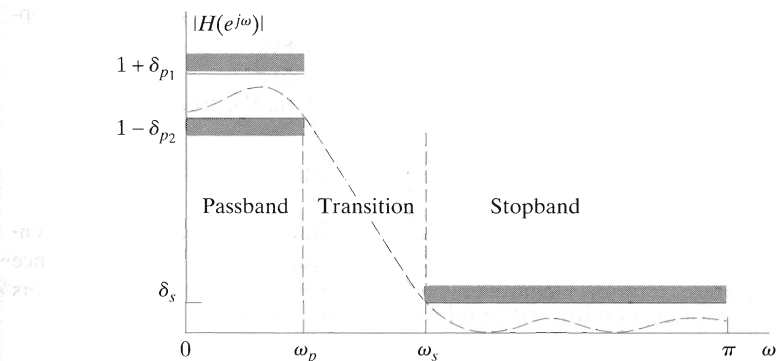 |H(e^{jω})|
1 + δ_{p₁}
1 − δ_{p₂}
Passband Transition Stopband
δ_s
0 ω_p ω_s π ω